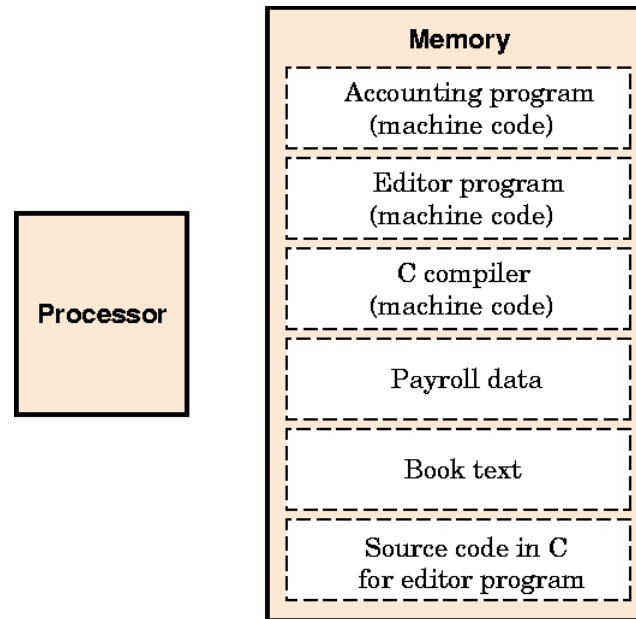 Memory
Accounting program
(machine code)
Editor program
(machine code)
C compiler
(machine code)
Processor
Payroll data
Book text
Source code in C
for editor program